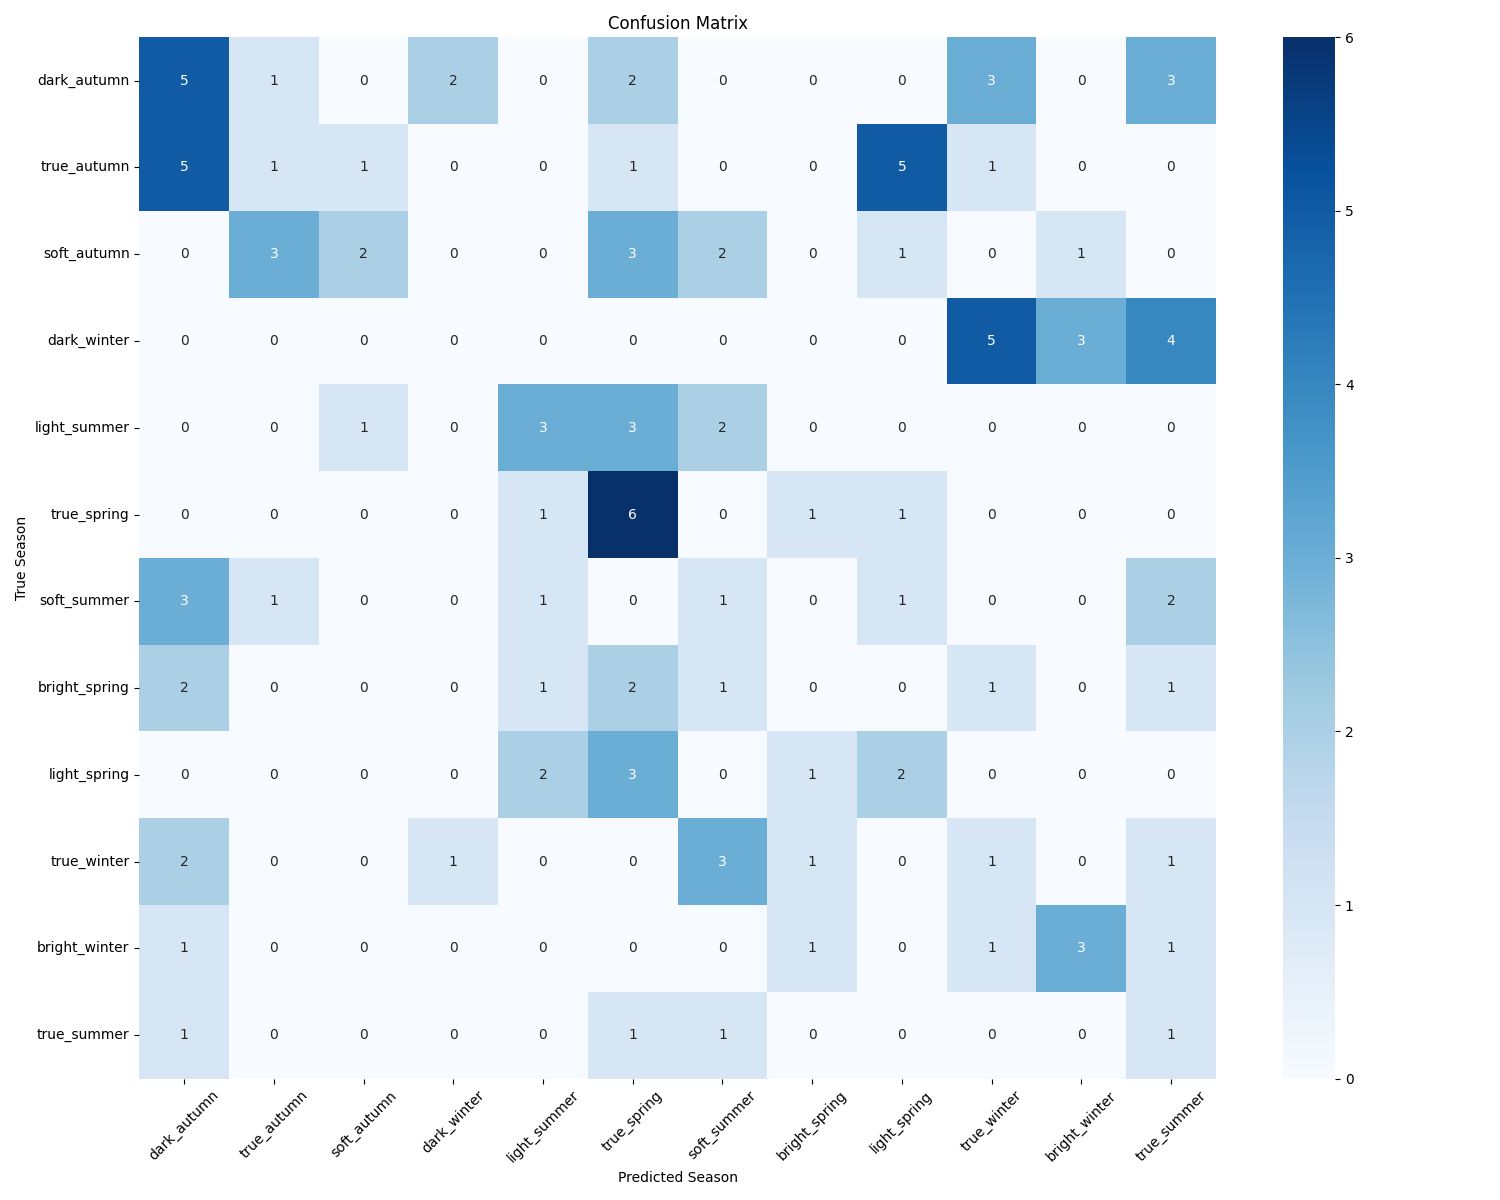 Confusion Matrix
dark_autumn 5 1 0 2 0 2 0 0 0 3 0 3
true_autumn 5 1 1 0 0 1 0 0 5 1 0 0
soft_autumn 0 3 2 0 0 3 2 0 1 0 1 0
dark_winter 0 0 0 0 0 0 0 0 0 5 3 4
light_summer 0 0 1 0 3 3 2 0 0 0 0 0
true_spring 0 0 0 0 1 6 0 1 1 0 0 0
soft_summer 3 1 0 0 1 0 1 0 1 0 0 2
bright_spring 2 0 0 0 1 2 1 0 0 1 0 1
light_spring 0 0 0 0 2 3 0 1 2 0 0 0
true_winter 2 0 0 1 0 0 3 1 0 1 0 1
bright_winter 1 0 0 0 0 0 0 1 0 1 3 1
true_summer 1 0 0 0 0 1 1 0 0 0 0 1
True Season
dark_autumn true_autumn soft_autumn dark_winter light_summer true_spring soft_summer bright_spring light_spring true_winter bright_winter true_summer
Predicted Season
6
5
4
3
2
1
0